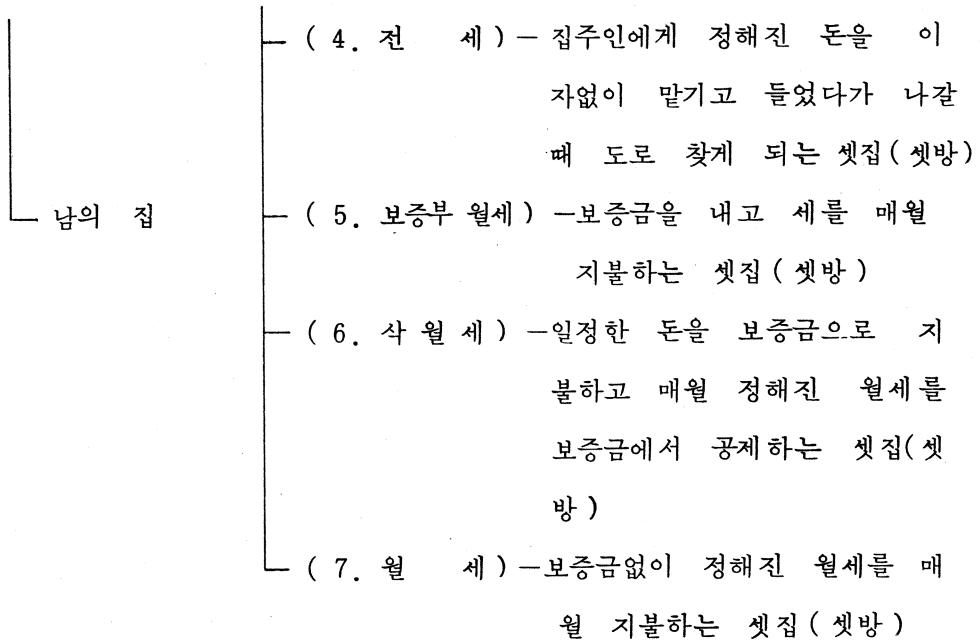 ( 4. 전 세 ) — 집주인에게 정해진 돈을 이
자없이 맡기고 들었다가 나갈
때 도로 찾게 되는 셋집 ( 셋방 )
남의 집 ( 5. 보증부 월세 ) —보증금을 내고 세를 매월
지불하는 셋집 ( 셋방 )
( 6. 삭 월 세 ) —일정한 돈을 보증금으로 지
불하고 매월 정해진 월세를
보증금에서 공제하는 셋집( 셋
방 )
( 7. 월 세 ) —보증금없이 정해진 월세를 매
월 지불하는 셋집 ( 셋방 )